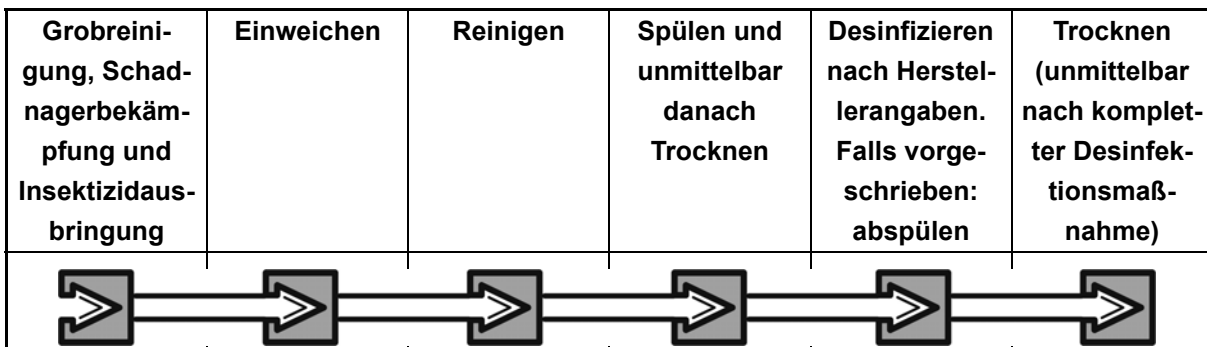 Grobreini-
gung, Schad-
nagerbekäm-
pfung und
Insektizidaus-
bringung
Einweichen
Reinigen
Spülen und
unmittelbar
danach
Trocknen
Desinfizieren
nach Herstel-
lerangaben.
Falls vorge-
schrieben:
abspülen
Trocknen
(unmittelbar
nach komplet-
ter Desinfek-
tionsmaß-
nahme)